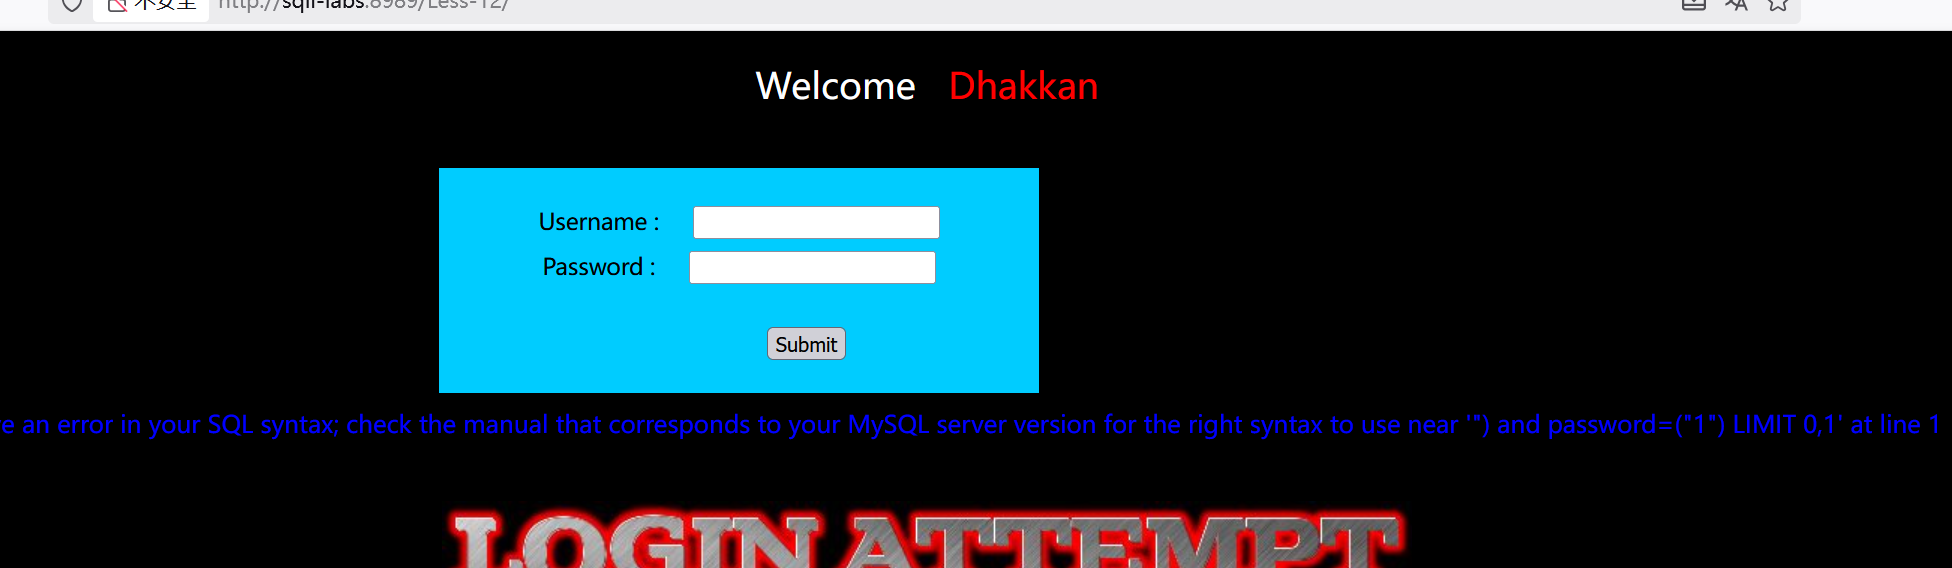 不安全 http://sqli-labs:8989/Less-12/
Welcome Dhakkan
Username :
Password :
Submit
re an error in your SQL syntax; check the manual that corresponds to your MySQL server version for the right syntax to use near '") and password=("1") LIMIT 0,1' at line 1
LOGIN ATTEMPT